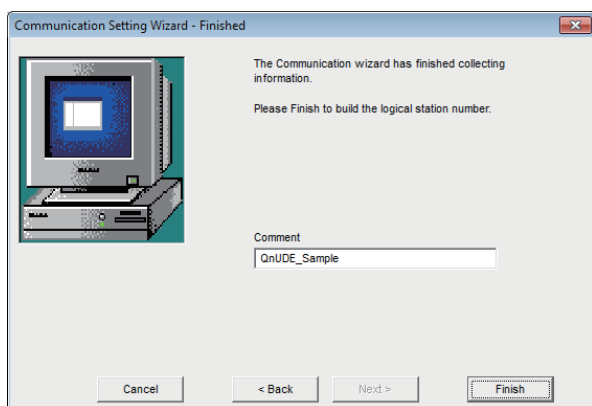 Communication Setting Wizard - Finished
The Communication wizard has finished collecting
information.
Please Finish to build the logical station number.
Comment
QnUDE_Sample
Cancel
< Back
Next >
Finish